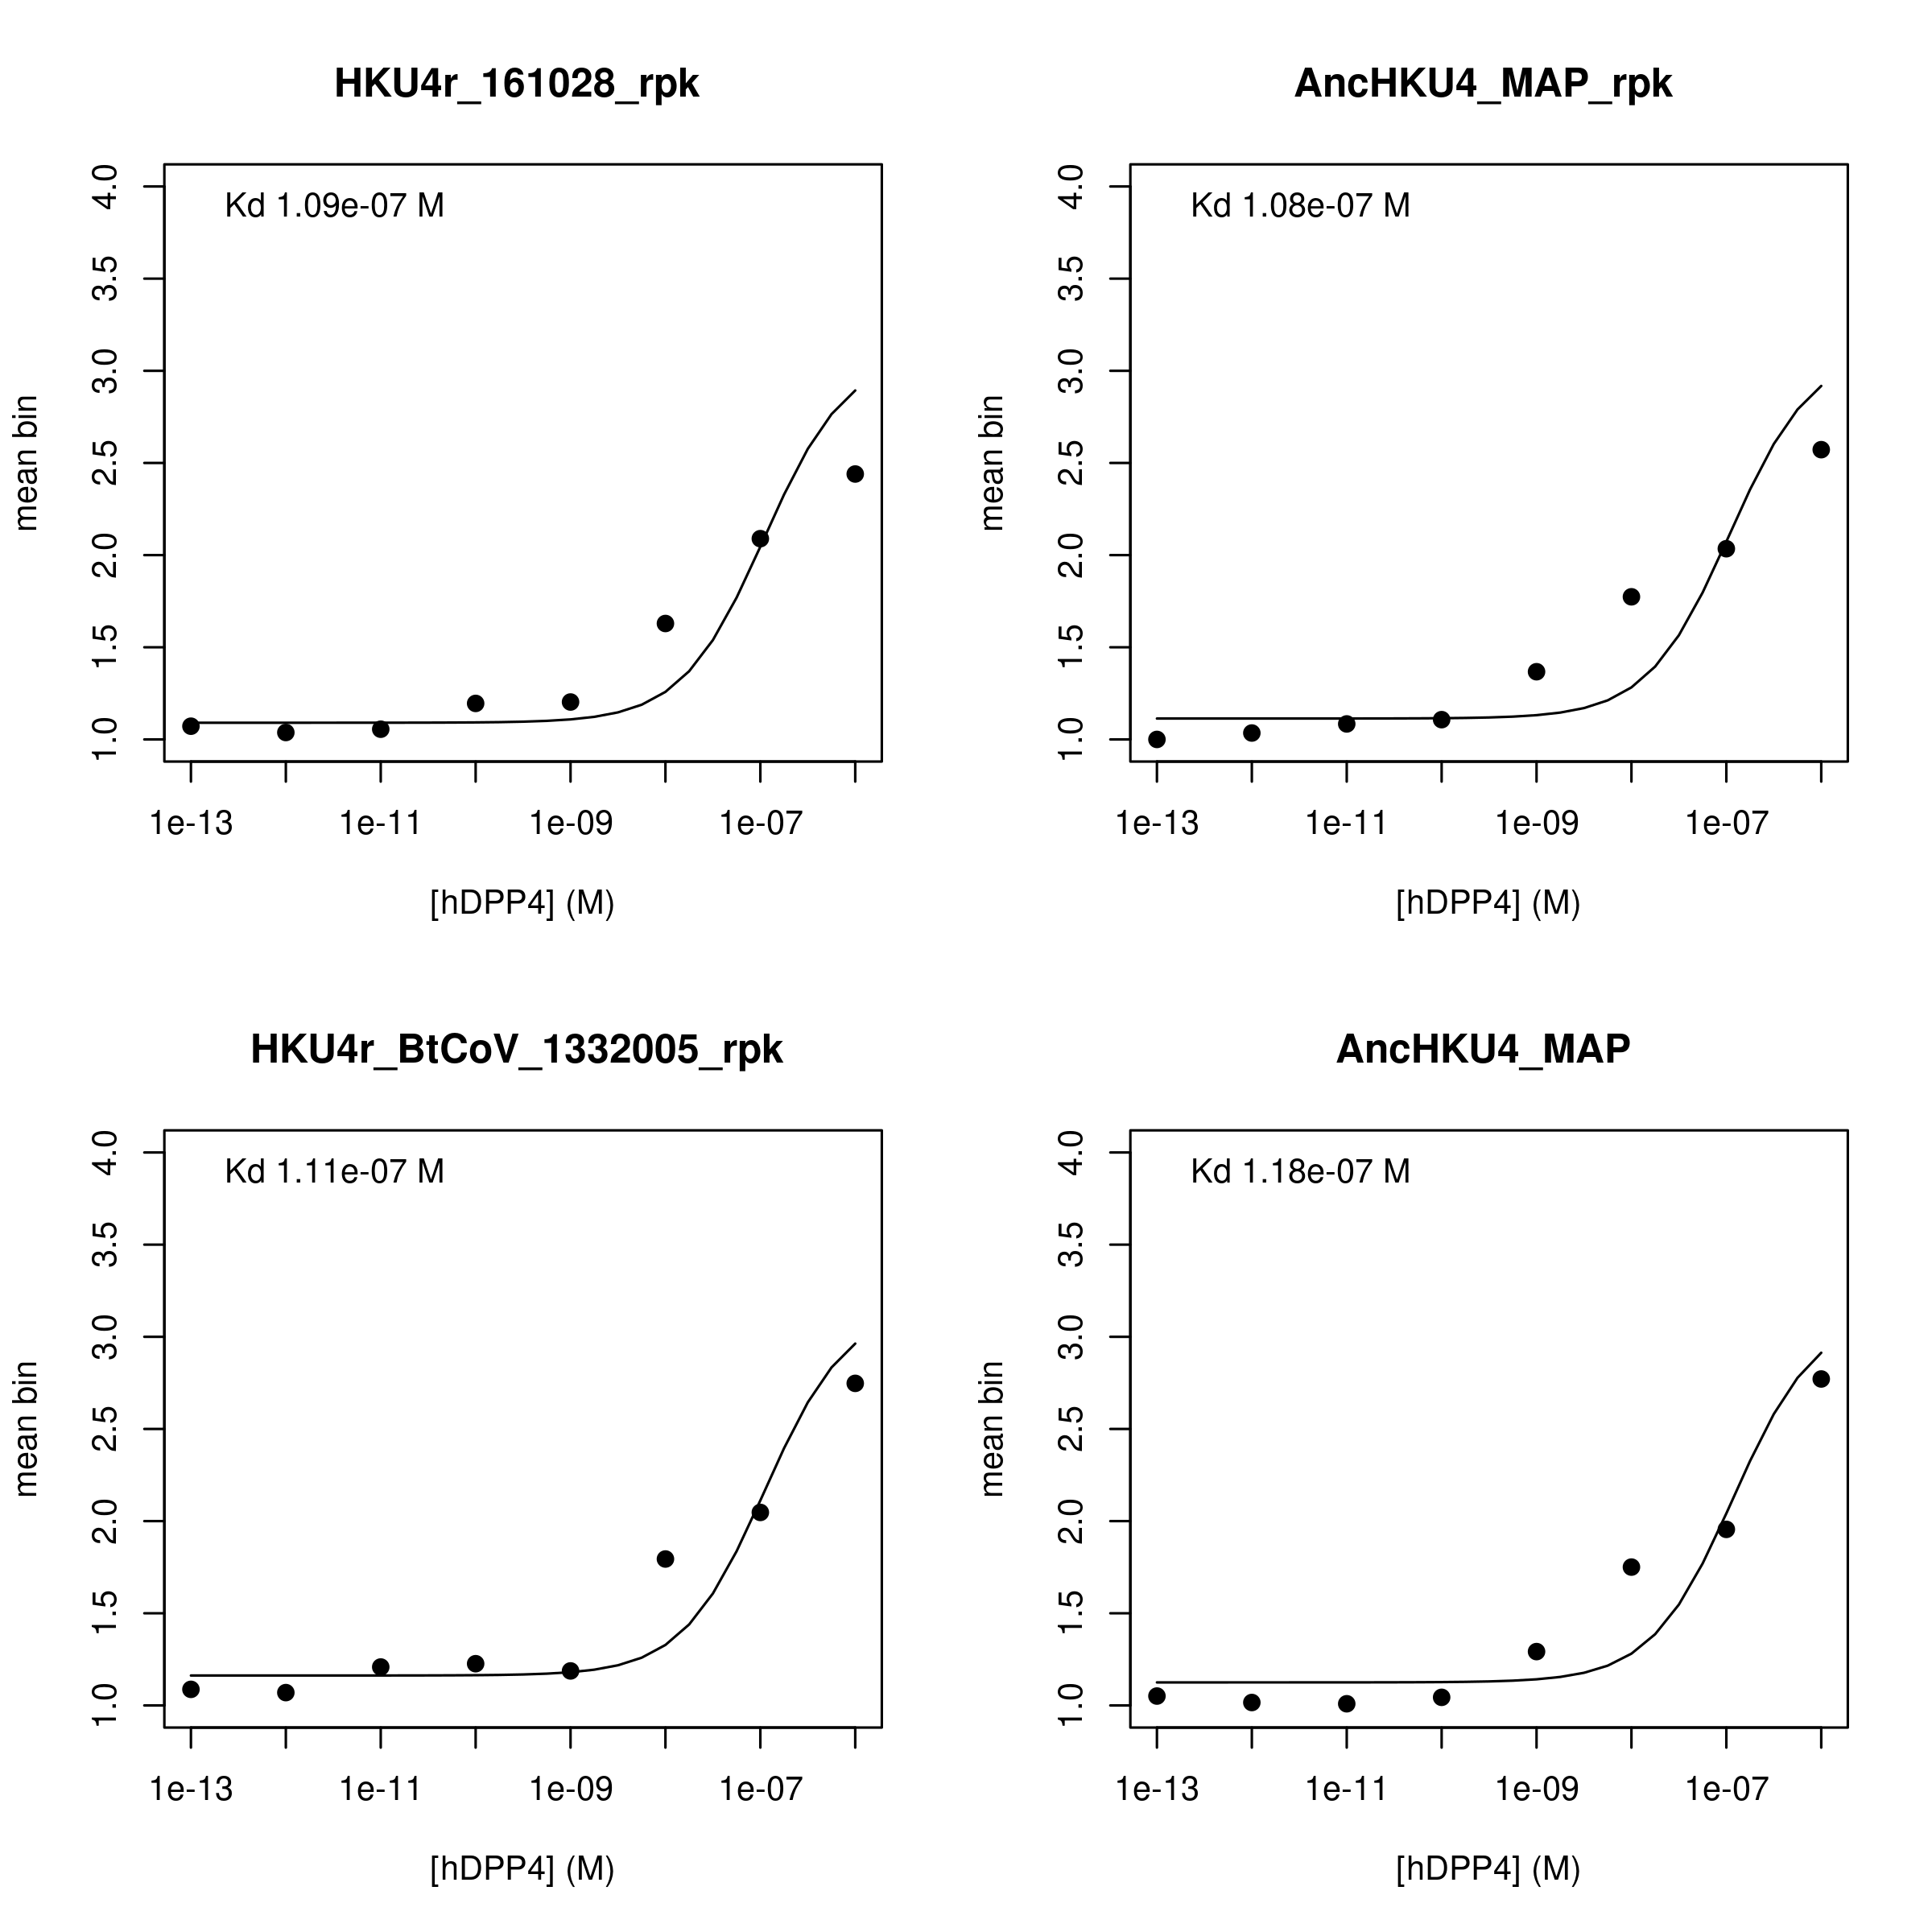 HKU4r_161028_rpk
Kd 1.09e-07 M
mean bin
4.0
3.5
3.0
2.5
2.0
1.5
1.0
1e-13 1e-11 1e-09 1e-07
[hDPP4] (M)
AncHKU4_MAP_rpk
Kd 1.08e-07 M
mean bin
4.0
3.5
3.0
2.5
2.0
1.5
1.0
1e-13 1e-11 1e-09 1e-07
[hDPP4] (M)
HKU4r_BtCoV_1332005_rpk
Kd 1.11e-07 M
mean bin
4.0
3.5
3.0
2.5
2.0
1.5
1.0
1e-13 1e-11 1e-09 1e-07
[hDPP4] (M)
AncHKU4_MAP
Kd 1.18e-07 M
mean bin
4.0
3.5
3.0
2.5
2.0
1.5
1.0
1e-13 1e-11 1e-09 1e-07
[hDPP4] (M)